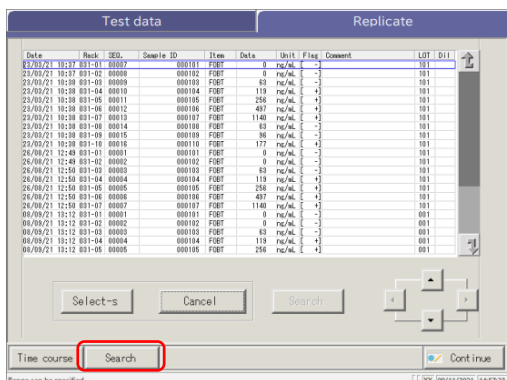 Test data Replicate
Date Rack SEQ. Sample ID Item Data Unit Flag Comment LOT Dil
23/03/21 10:37 031-01 00007 000101 FOBT 0 ng/mL [ -] 101
23/03/21 10:37 031-02 00008 000102 FOBT 0 ng/mL [ -] 101
23/03/21 10:38 031-03 00009 000103 FOBT 63 ng/mL [ -] 101
23/03/21 10:38 031-04 00010 000104 FOBT 119 ng/mL [ +] 101
23/03/21 10:38 031-05 00011 000105 FOBT 256 ng/mL [ +] 101
23/03/21 10:38 031-06 00012 000106 FOBT 497 ng/mL [ +] 101
23/03/21 10:38 031-07 00013 000107 FOBT 1140 ng/mL [ +] 101
23/03/21 10:38 031-08 00014 000108 FOBT 63 ng/mL [ -] 101
23/03/21 10:38 031-09 00015 000109 FOBT 96 ng/mL [ -] 101
23/03/21 10:38 031-10 00016 000110 FOBT 177 ng/mL [ +] 101
26/08/21 12:49 031-01 00001 000101 FOBT 0 ng/mL [ -] 101
26/08/21 12:49 031-02 00002 000102 FOBT 0 ng/mL [ -] 101
26/08/21 12:50 031-03 00003 000103 FOBT 63 ng/mL [ -] 101
26/08/21 12:50 031-04 00004 000104 FOBT 119 ng/mL [ +] 101
26/08/21 12:50 031-05 00005 000105 FOBT 256 ng/mL [ +] 101
26/08/21 12:50 031-06 00006 000106 FOBT 497 ng/mL [ +] 101
26/08/21 12:50 031-07 00007 000107 FOBT 1140 ng/mL [ +] 101
08/09/21 13:12 031-01 00001 000101 FOBT 0 ng/mL [ -] 001
08/09/21 13:12 031-02 00002 000102 FOBT 0 ng/mL [ -] 001
08/09/21 13:12 031-03 00003 000103 FOBT 63 ng/mL [ -] 001
08/09/21 13:12 031-04 00004 000104 FOBT 119 ng/mL [ +] 001
08/09/21 13:12 031-05 00005 000105 FOBT 256 ng/mL [ +] 001
Select-s Cancel Search
Time course Search Continue